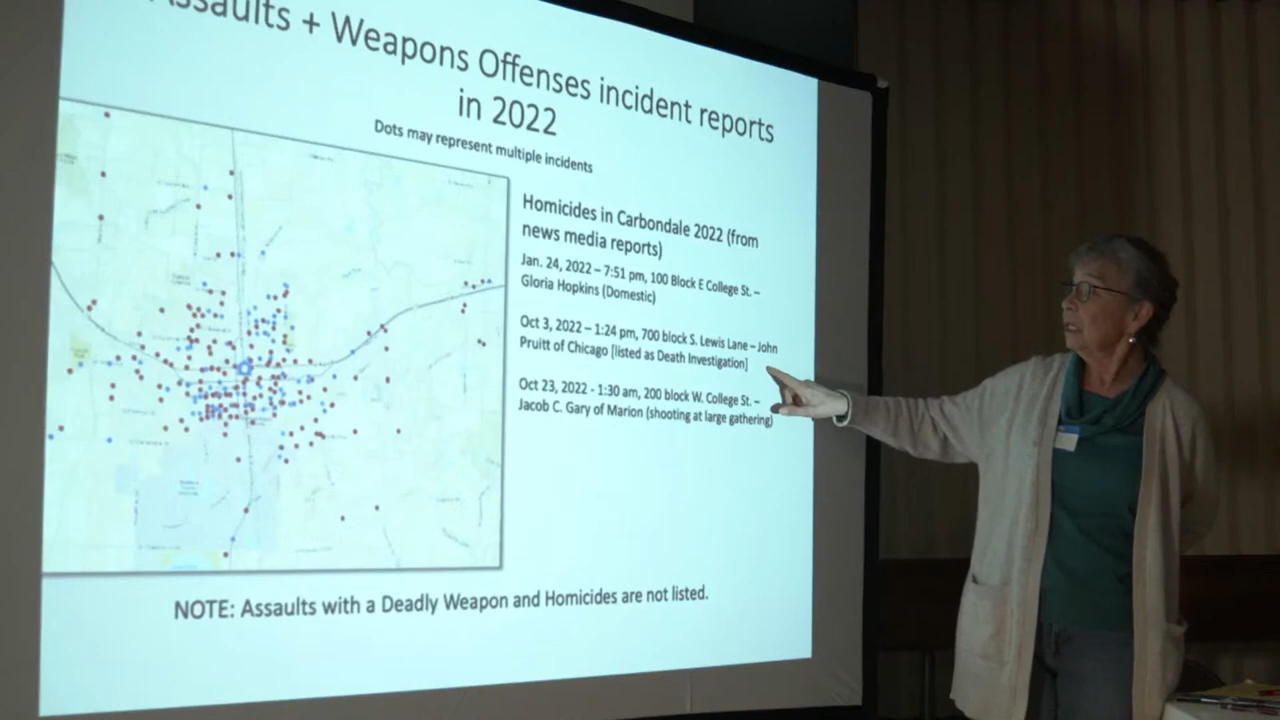 Assaults + Weapons Offenses incident reports
in 2022
Dots may represent multiple incidents
Homicides in Carbondale 2022 (from
news media reports)
Jan. 24, 2022 – 7:51 pm, 100 Block E College St. –
Gloria Hopkins (Domestic)
Oct 3, 2022 – 1:24 pm, 700 block S. Lewis Lane – John
Pruitt of Chicago [listed as Death Investigation]
Oct 23, 2022 - 1:30 am, 200 block W. College St. –
Jacob C. Gary of Marion (shooting at large gathering)
NOTE: Assaults with a Deadly Weapon and Homicides are not listed.